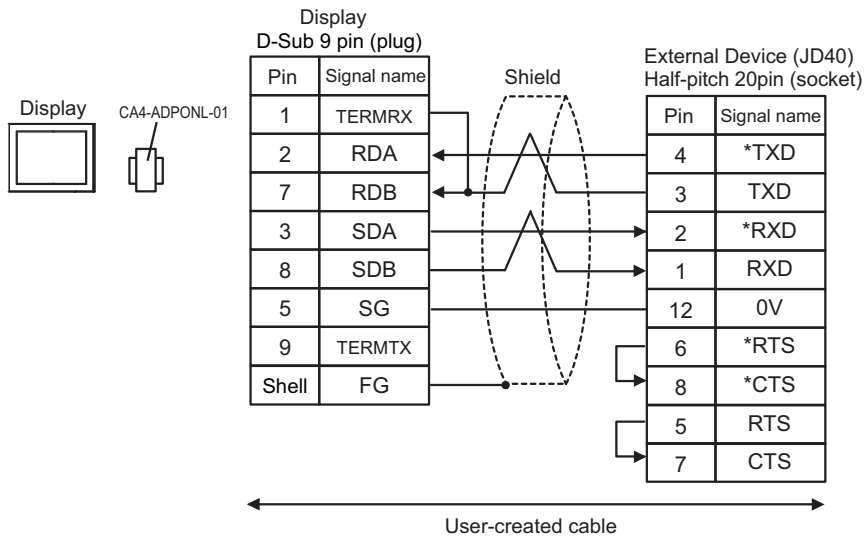 Display
D-Sub 9 pin (plug)
External Device (JD40)
Half-pitch 20pin (socket)
Display
CA4-ADPONL-01
Shield
Pin Signal name
1 TERMRX
2 RDA
7 RDB
3 SDA
8 SDB
5 SG
9 TERMTX
Shell FG
Pin Signal name
4 *TXD
3 TXD
2 *RXD
1 RXD
12 0V
6 *RTS
8 *CTS
5 RTS
7 CTS
User-created cable